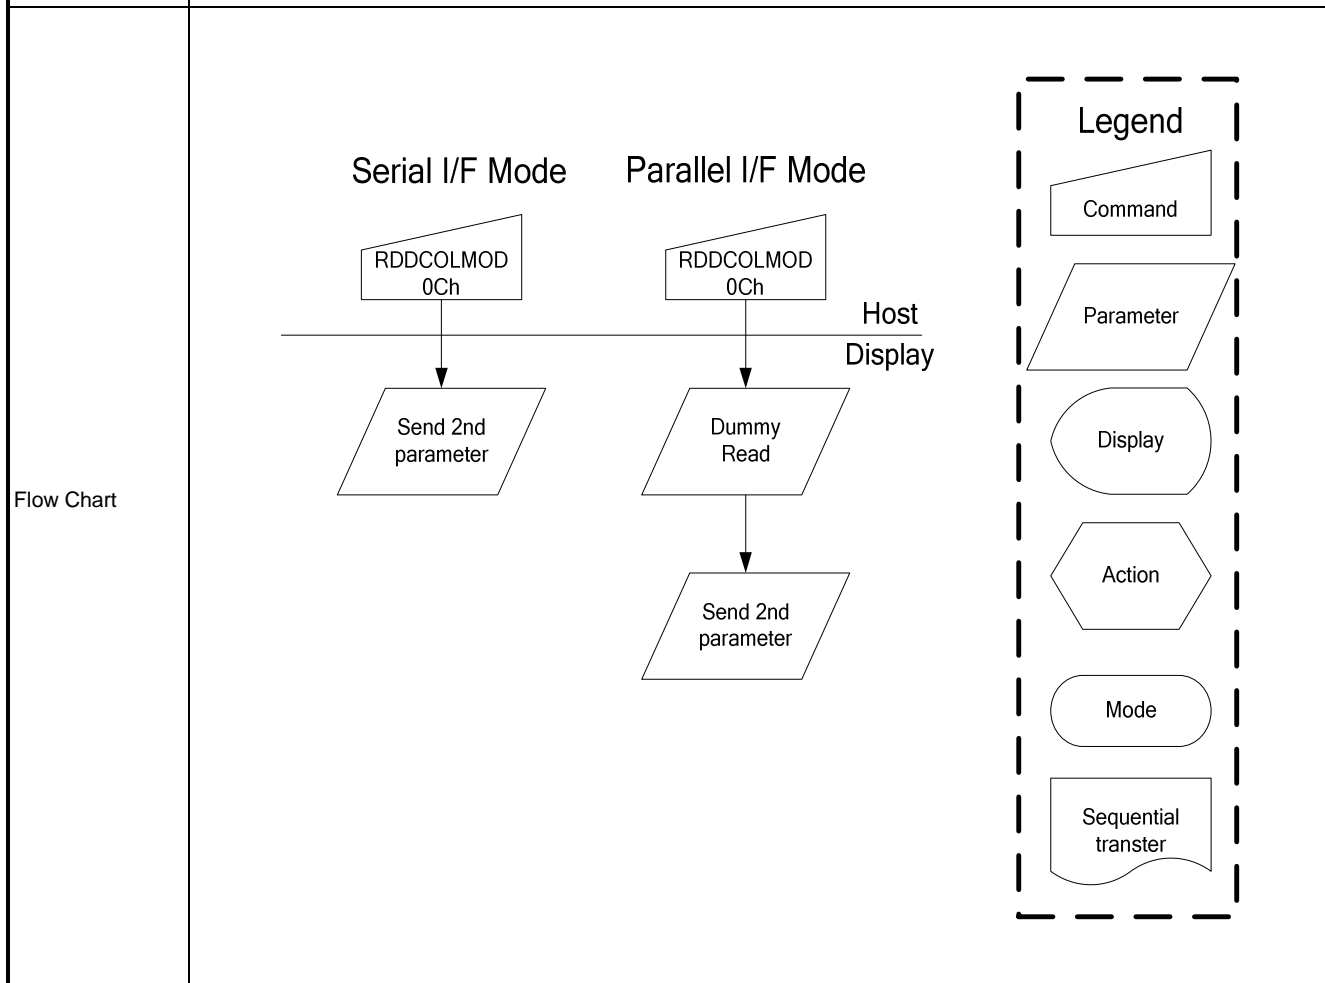 Flow Chart
Serial I/F Mode
RDDCOLMOD
0Ch
Send 2nd
parameter
Parallel I/F Mode
RDDCOLMOD
0Ch
Host
Display
Dummy
Read
Send 2nd
parameter
Legend
Command
Parameter
Display
Action
Mode
Sequential
transter